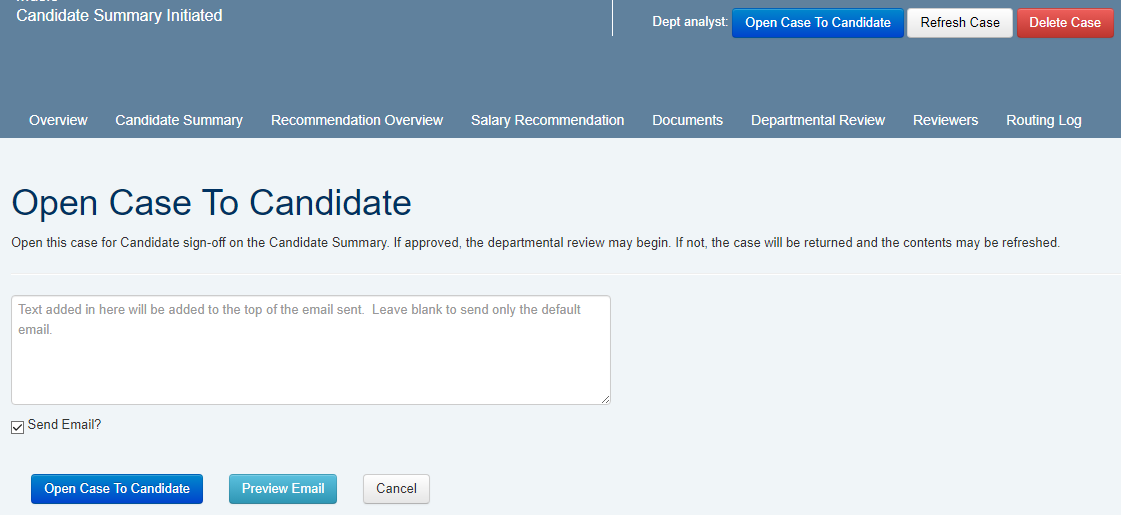 Candidate Summary Initiated
Dept analyst: Open Case To Candidate Refresh Case Delete Case
Overview Candidate Summary Recommendation Overview Salary Recommendation Documents Departmental Review Reviewers Routing Log
Open Case To Candidate
Open this case for Candidate sign-off on the Candidate Summary. If approved, the departmental review may begin. If not, the case will be returned and the contents may be refreshed.
Text added in here will be added to the top of the email sent.  Leave blank to send only the default
email.
Send Email?
Open Case To Candidate Preview Email Cancel